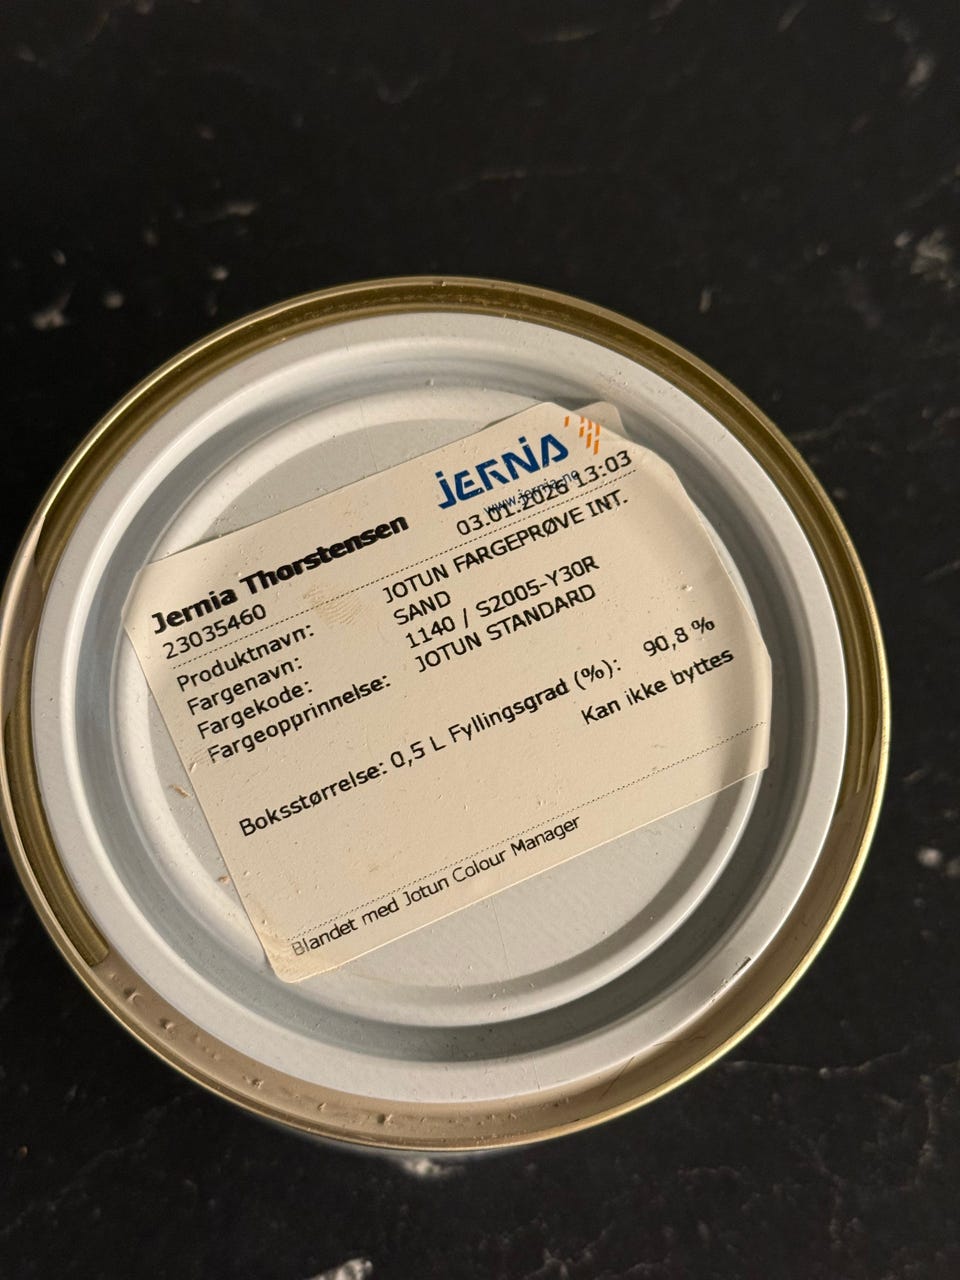 JERNIA
www.jernia.no
Jernia Thorstensen
23035460 03.01.2026 13:03
Produktnavn: JOTUN FARGEPRØVE INT.
Fargenavn: SAND
Fargekode: 1140 / S2005-Y30R
Fargeopprinnelse: JOTUN STANDARD
Boksstørrelse: 0,5 L Fyllingsgrad (%): 90,8 %
Kan ikke byttes
Blandet med Jotun Colour Manager